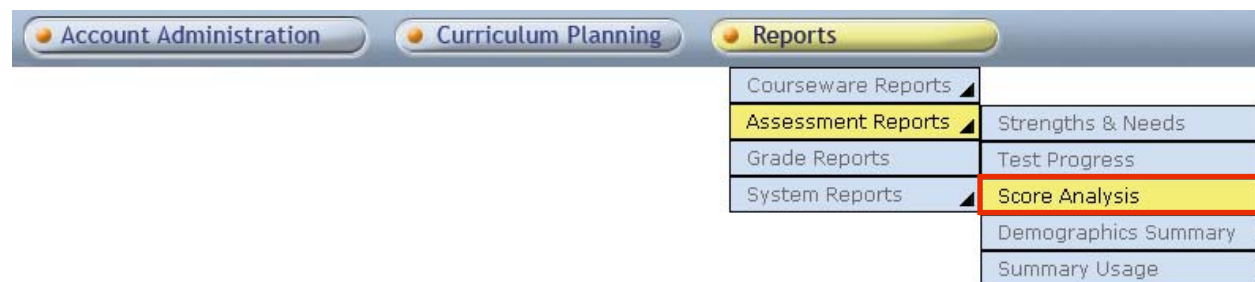 Account Administration
Curriculum Planning
Reports
Courseware Reports
Assessment Reports
Grade Reports
System Reports
Strengths & Needs
Test Progress
Score Analysis
Demographics Summary
Summary Usage